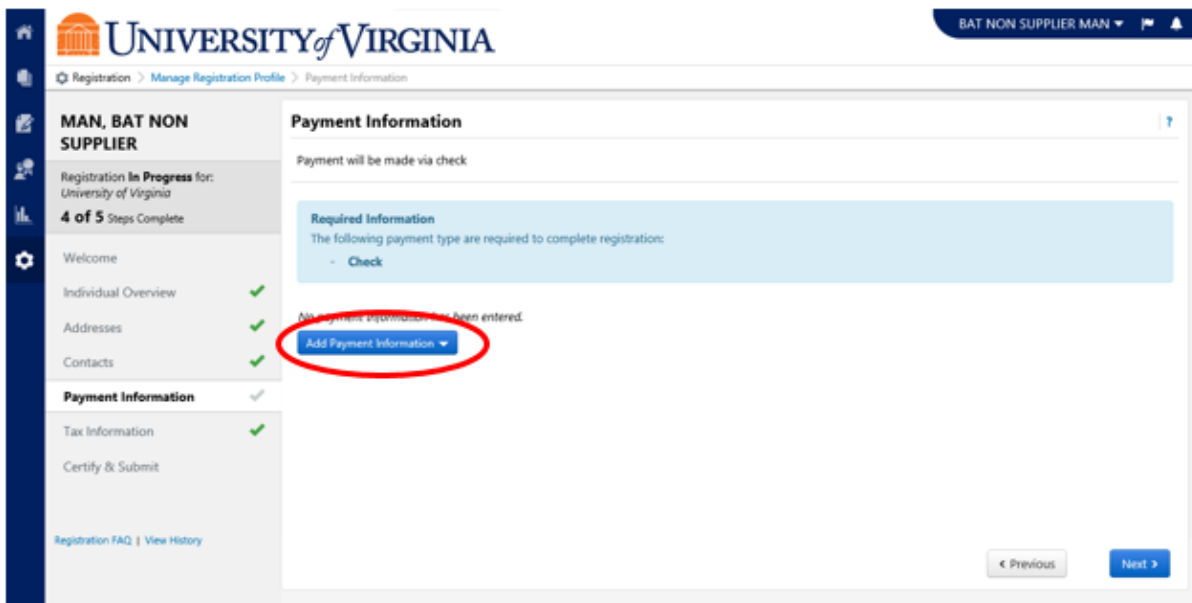 UNIVERSITY of VIRGINIA
BAT NON SUPPLIER MAN
Registration > Manage Registration Profile > Payment Information
MAN, BAT NON
SUPPLIER
Registration In Progress for:
University of Virginia
4 of 5 Steps Complete
Welcome
Individual Overview
Addresses
Contacts
Payment Information
Tax Information
Certify & Submit
Registration FAQ | View History
Payment Information
?
Payment will be made via check
Required Information
The following payment type are required to complete registration:
- Check
No payment information has been entered.
Add Payment Information
< Previous
Next >